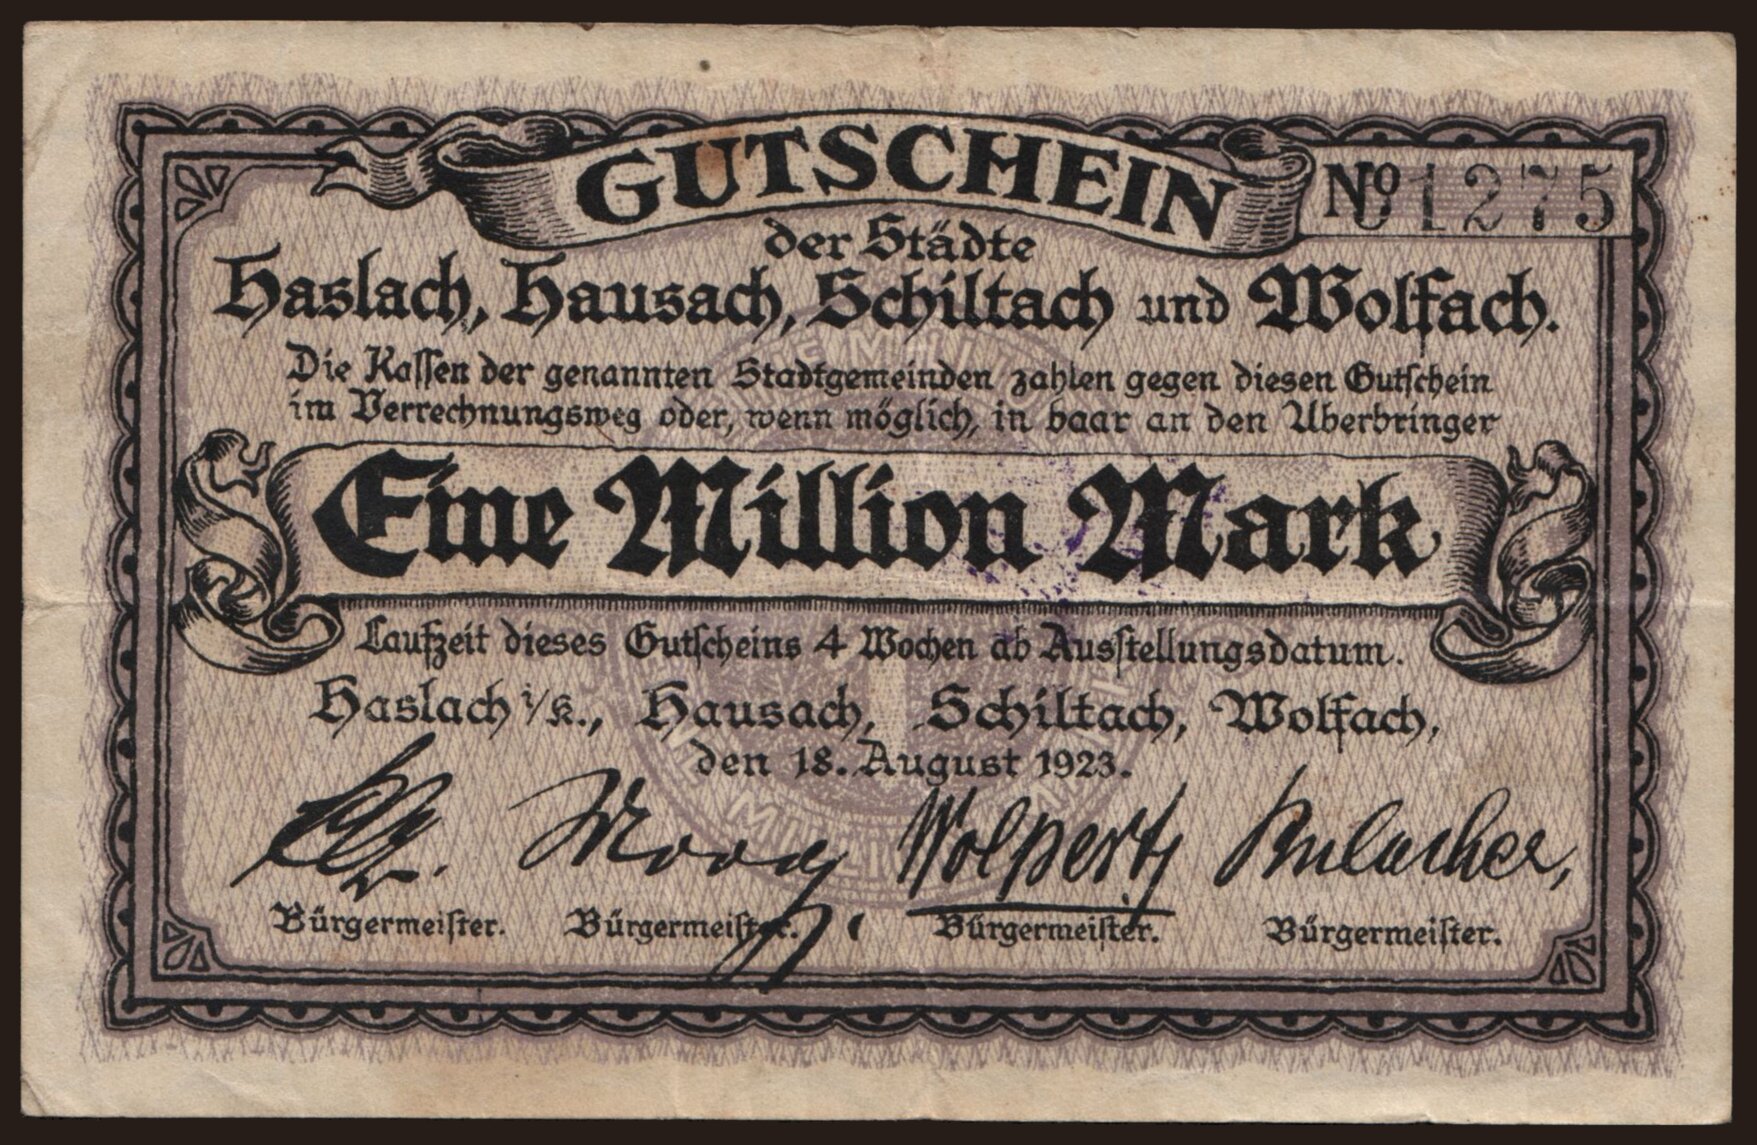 GUTSCHEIN
No 01275
der Städte
Haslach, Hausach, Schiltach und Wolfach.
Die Kassen der genannten Stadtgemeinden zahlen gegen diesen Gutschein
im Verrechnungsweg oder, wenn möglich, in baar an den Überbringer
Eine Million Mark
Laufzeit dieses Gutscheins 4 Wochen ab Ausstellungsdatum.
Haslach i/K., Hausach, Schiltach, Wolfach,
den 18. August 1923.
Moog Wolpert
Bürgermeister. Bürgermeister. Bürgermeister. Bürgermeister.